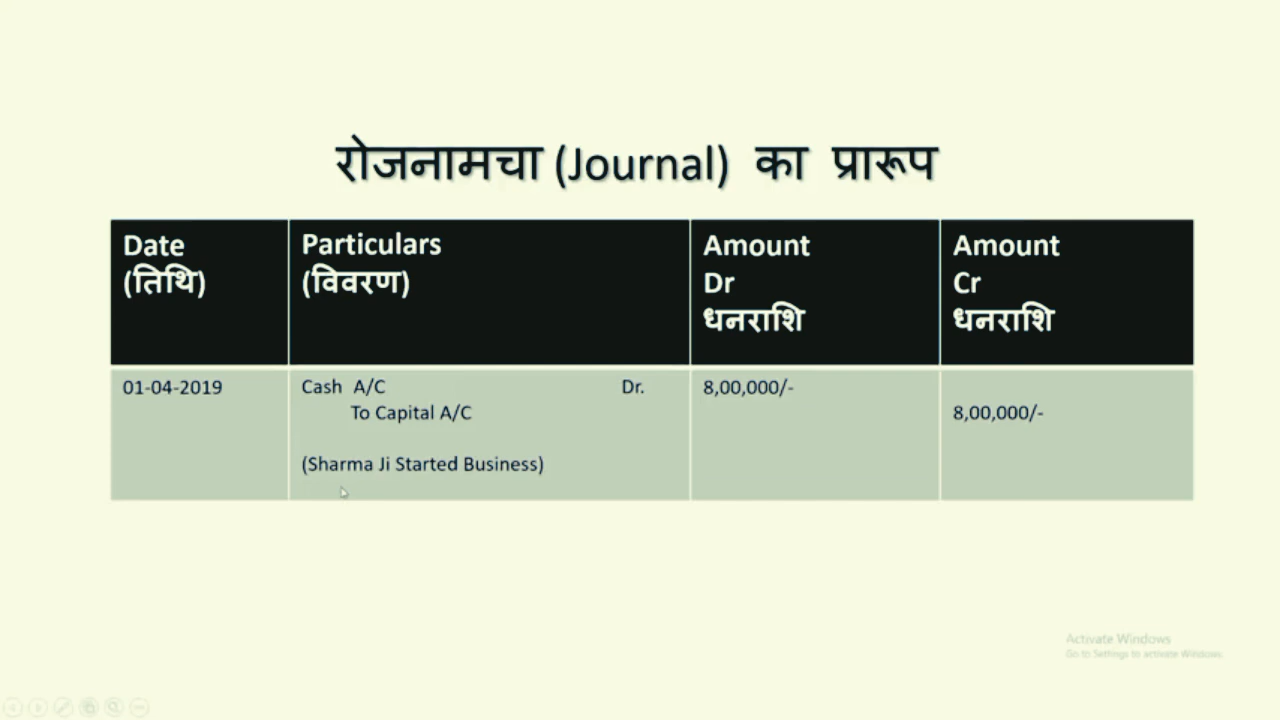 रोजनामचा (Journal) का प्रारूप
Date
(तिथि)
Particulars
(विवरण)
Amount
Dr
धनराशि
Amount
Cr
धनराशि
01-04-2019
Cash A/C Dr.
To Capital A/C
(Sharma Ji Started Business)
8,00,000/-
8,00,000/-
Activate Windows
Go to Settings to activate Windows.